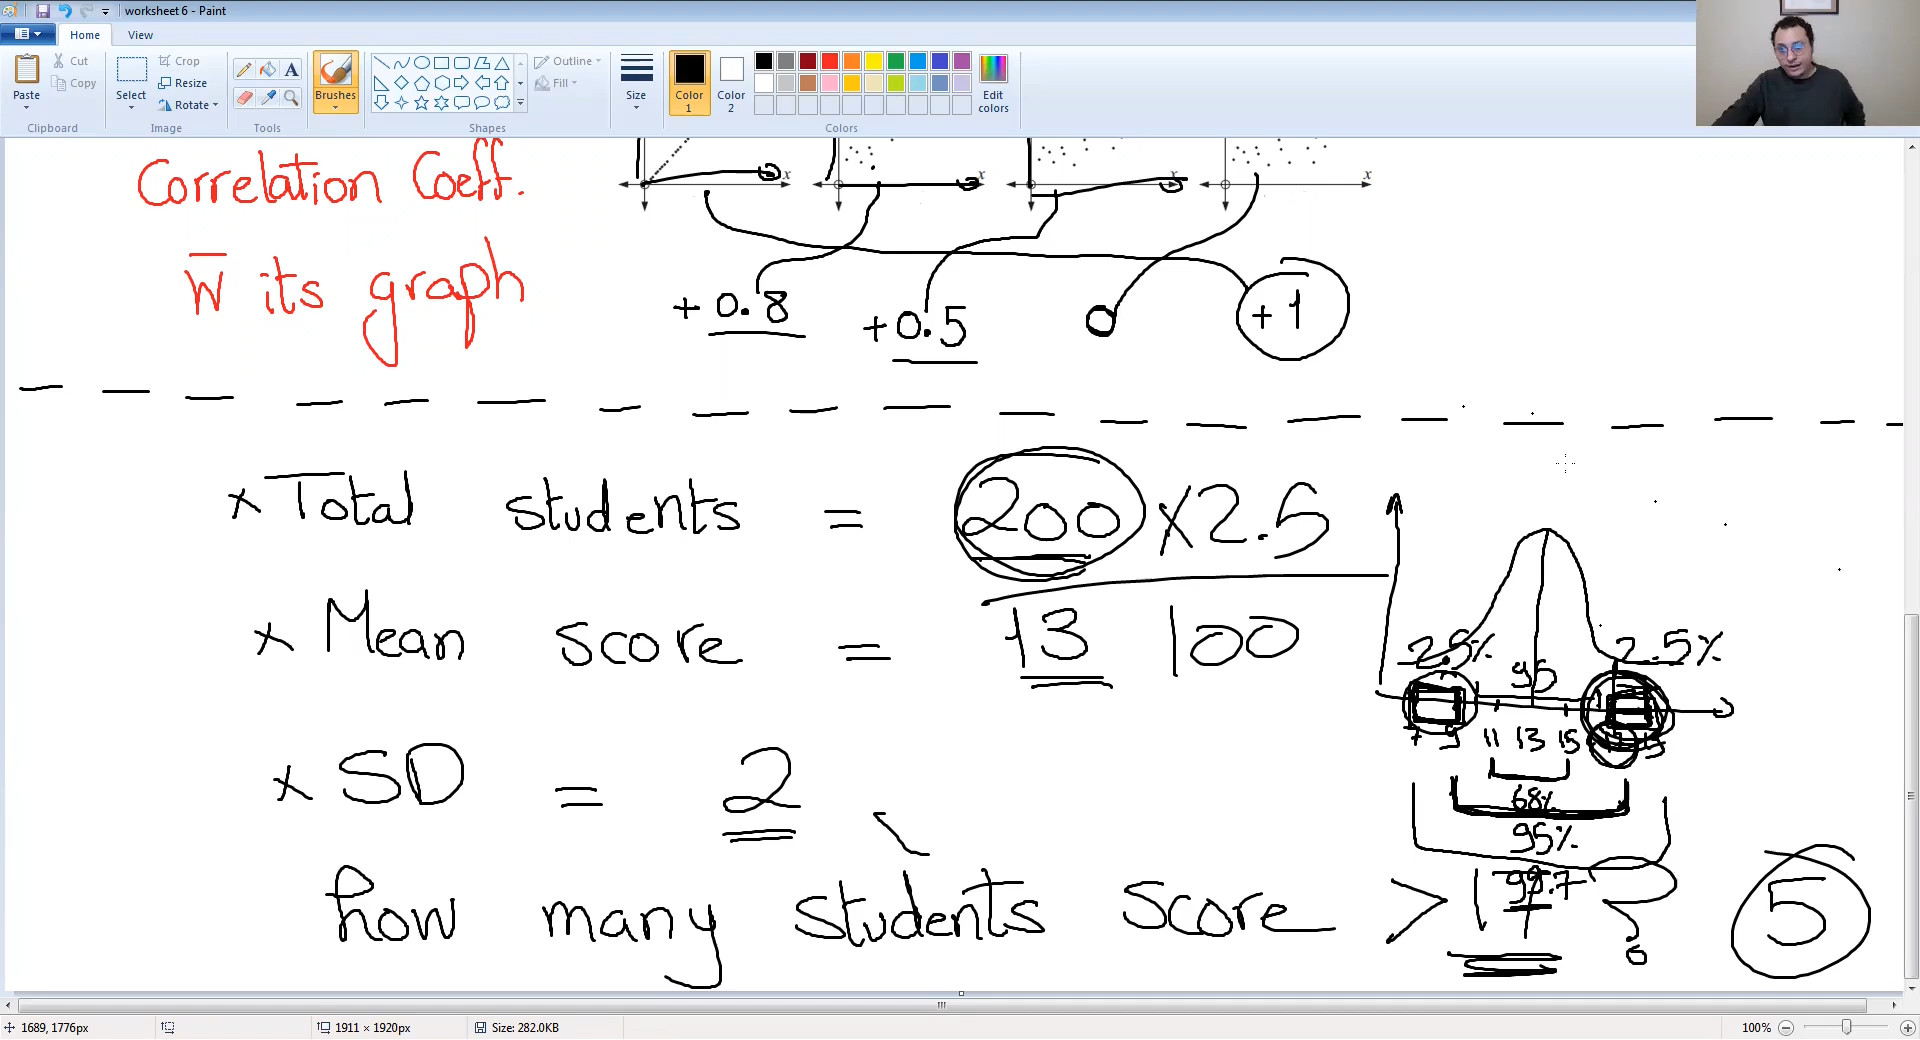 worksheet 6 - Paint
Home View
Paste Cut Copy Select Crop Resize Rotate Brushes Outline Fill Size Color 1 Color 2 Edit colors
Clipboard Image Tools Shapes Colors
Correlation Coeff.
w̅ its graph
x x x x
+0.8 +0.5 0 +1
x Total students = 200 x2.5
100
x Mean score = 13
2.5% 95 2.5%
7 9 11 13 15
68%
95%
99.7
x SD = 2
how many students score > 17 ?
5
1689, 1776px 1911 × 1920px Size: 282.0KB 100%